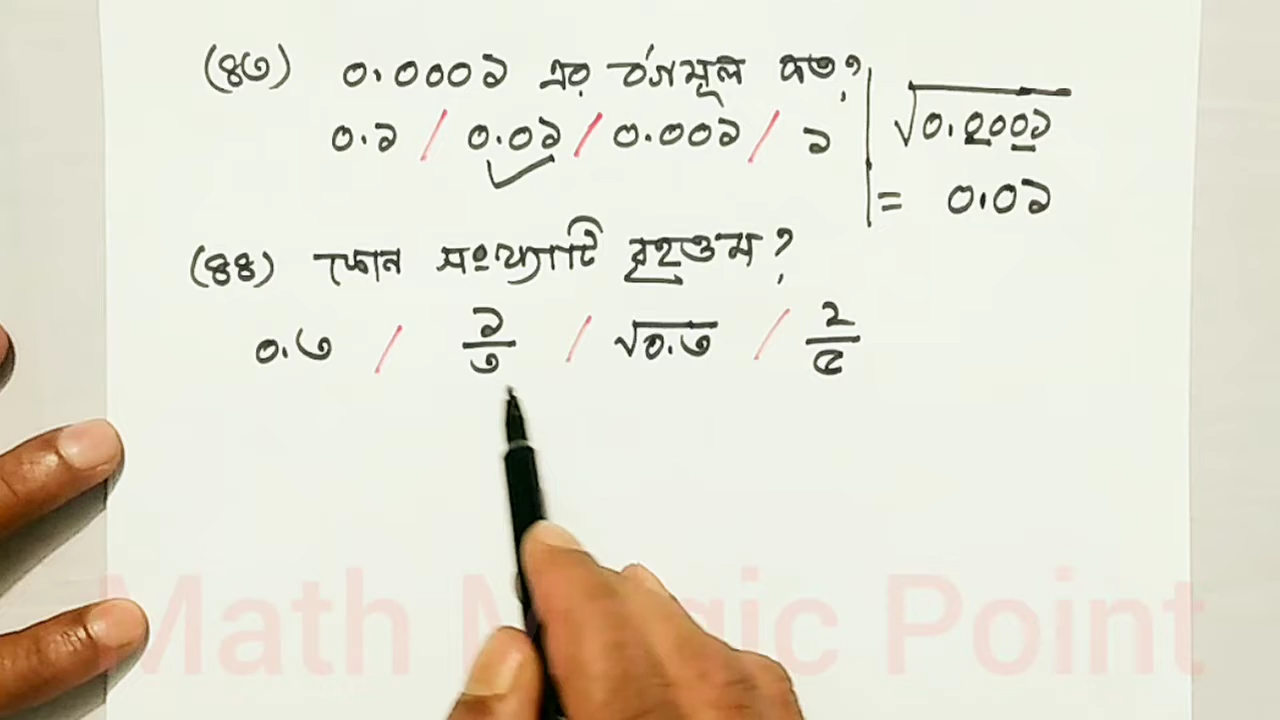 (৪৩) ০.০০০১ এর বর্গমূল কত?
০.১ / ০.০১ / ০.০০১ / ১
√০.০০০১
= ০.০১
(৪৪) কোন সংখ্যাটি বৃহত্তম?
০.৩ / ১/৩ / √০.৩ / ২/৫
Math Magic Point